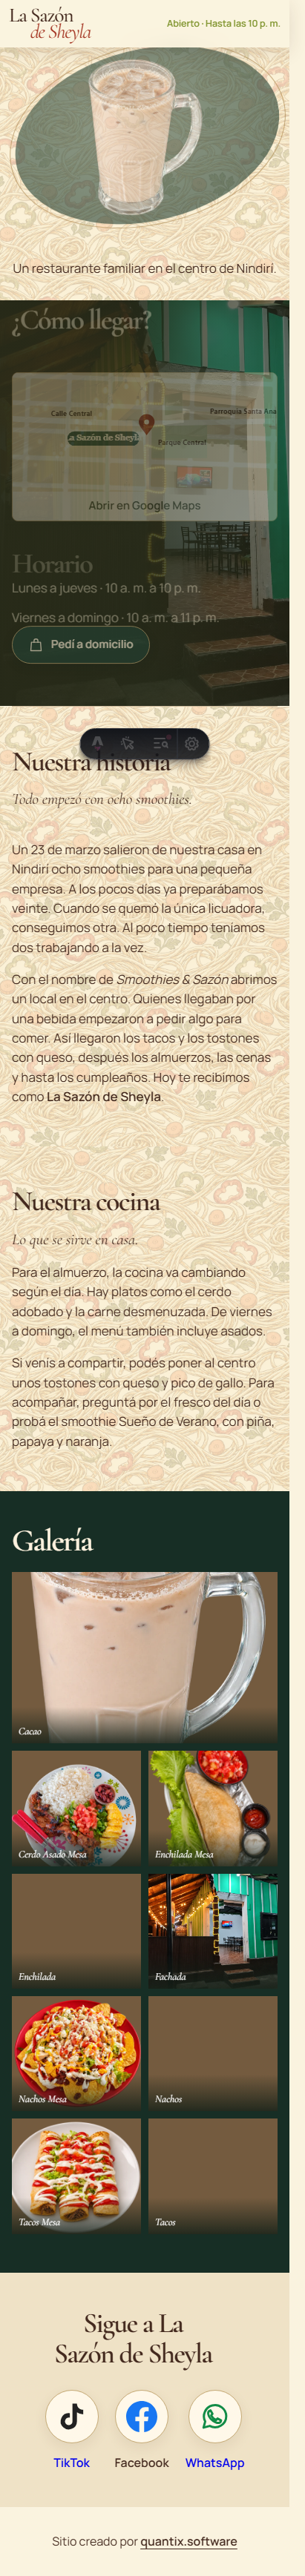 La Sazón
de Sheyla
Abierto · Hasta las 10 p. m.
Un restaurante familiar en el centro de Nindirí.
¿Cómo llegar?
Calle Central
Parroquia Santa Ana
a Sazón de Sheyl
Parque Central
Abrir en Google Maps
Horario
Lunes a jueves · 10 a. m. a 10 p. m.
Viernes a domingo · 10 a. m. a 11 p. m.
Pedí a domicilio
Nuestra historia
Todo empezó con ocho smoothies.
Un 23 de marzo salieron de nuestra casa en
Nindirí ocho smoothies para una pequeña
empresa. A los pocos días ya preparábamos
veinte. Cuando se quemó la única licuadora,
conseguimos otra. Al poco tiempo teníamos
dos trabajando a la vez.
Con el nombre de Smoothies & Sazón abrimos
un local en el centro. Quienes llegaban por
una bebida empezaron a pedir algo para
comer. Así llegaron los tacos y los tostones
con queso, después los almuerzos, las cenas
y hasta los cumpleaños. Hoy te recibimos
como La Sazón de Sheyla.
Nuestra cocina
Lo que se sirve en casa.
Para el almuerzo, la cocina va cambiando
según el día. Hay platos como el cerdo
adobado y la carne desmenuzada. De viernes
a domingo, el menú también incluye asados.
Si venís a compartir, podés poner al centro
unos tostones con queso y pico de gallo. Para
acompañar, preguntá por el fresco del día o
probá el smoothie Sueño de Verano, con piña,
papaya y naranja.
Galería
Cacao
Cerdo Asado Mesa
Enchilada Mesa
Enchilada
Fachada
Nachos Mesa
Nachos
Tacos Mesa
Tacos
Sigue a La
Sazón de Sheyla
TikTok
Facebook
WhatsApp
Sitio creado por quantix.software